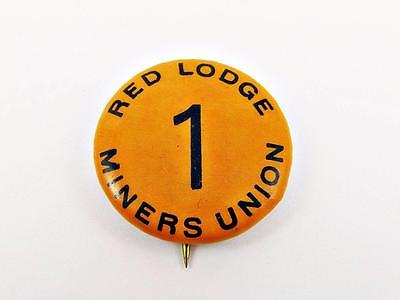 RED LODGE
1
MINERS UNION